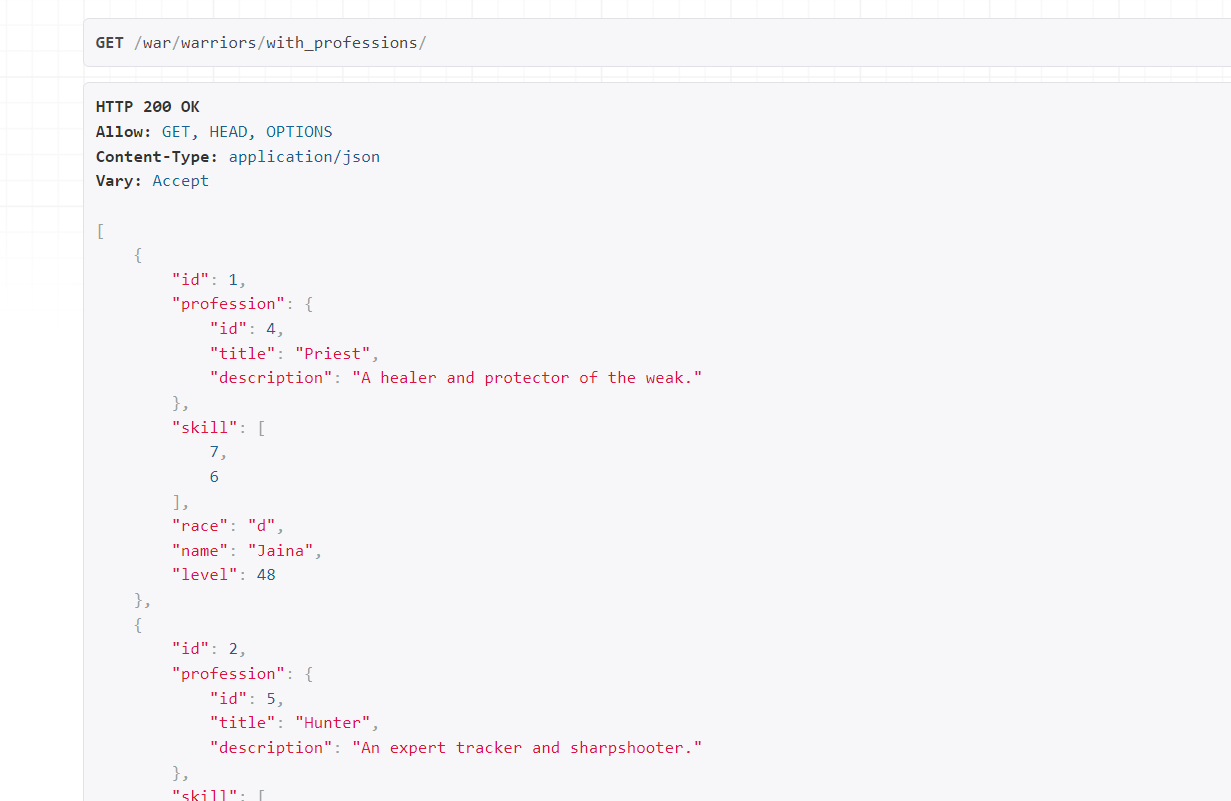 GET /war/warriors/with_professions/
HTTP 200 OK
Allow: GET, HEAD, OPTIONS
Content-Type: application/json
Vary: Accept
[
    {
        "id": 1,
        "profession": {
            "id": 4,
            "title": "Priest",
            "description": "A healer and protector of the weak."
        },
        "skill": [
            7,
            6
        ],
        "race": "d",
        "name": "Jaina",
        "level": 48
    },
    {
        "id": 2,
        "profession": {
            "id": 5,
            "title": "Hunter",
            "description": "An expert tracker and sharpshooter."
        },
        "skill": [